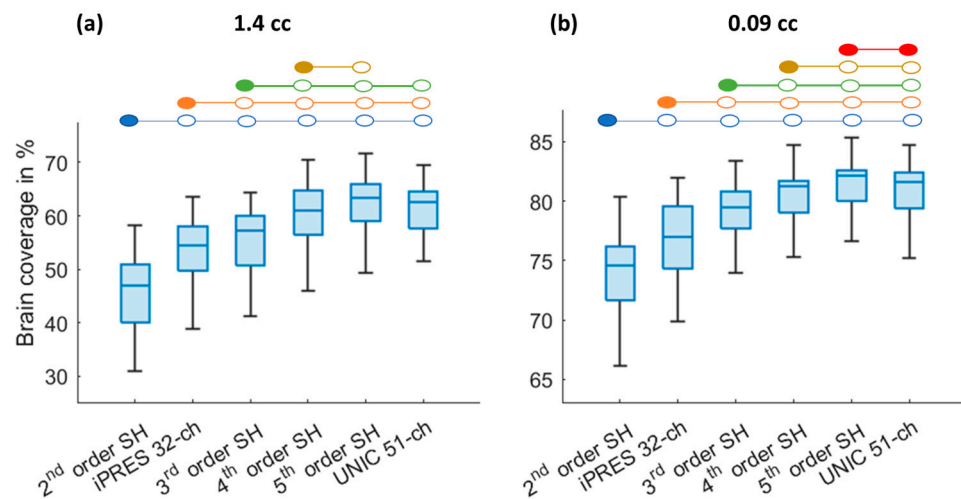 (a) 1.4 cc
Brain coverage in %
70
60
50
40
30
2nd order SH
iPRES 32-ch
3rd order SH
4th order SH
5th order SH
UNIC 51-ch
(b) 0.09 cc
85
80
75
70
65
2nd order SH
iPRES 32-ch
3rd order SH
4th order SH
5th order SH
UNIC 51-ch